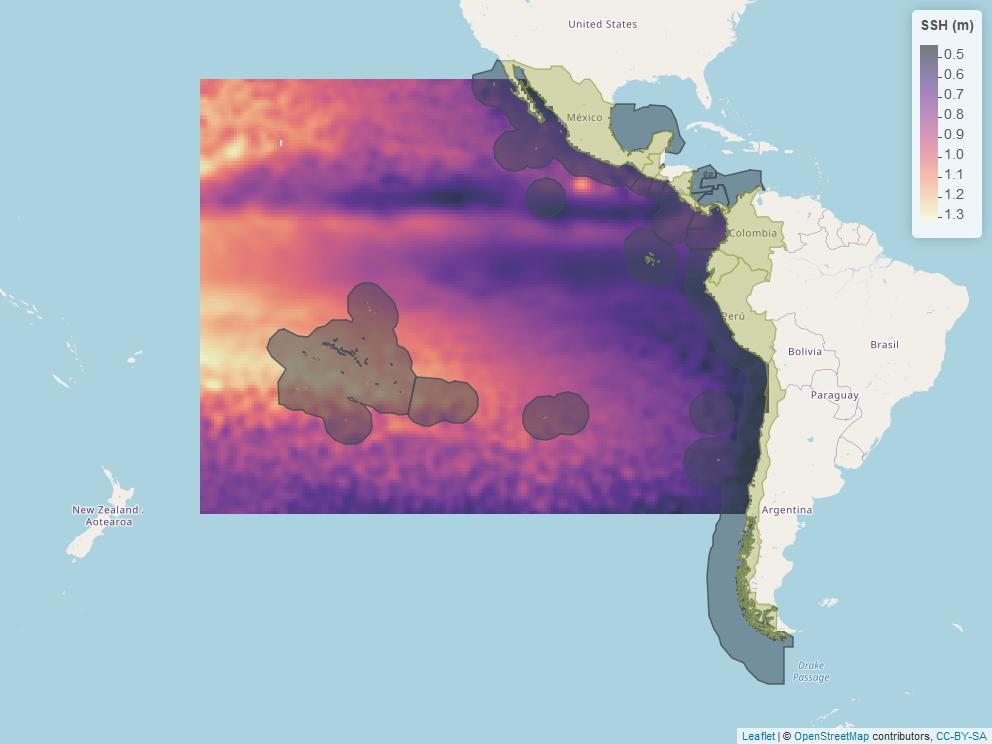 United States
SSH (m)
0.5
0.6
0.7
0.8
0.9
1.0
1.1
1.2
1.3
México
Colombia
Perú
Brasil
Bolivia
Paraguay
New Zealand
Aotearoa
Argentina
Drake
Passage
Leaflet | © OpenStreetMap contributors, CC-BY-SA